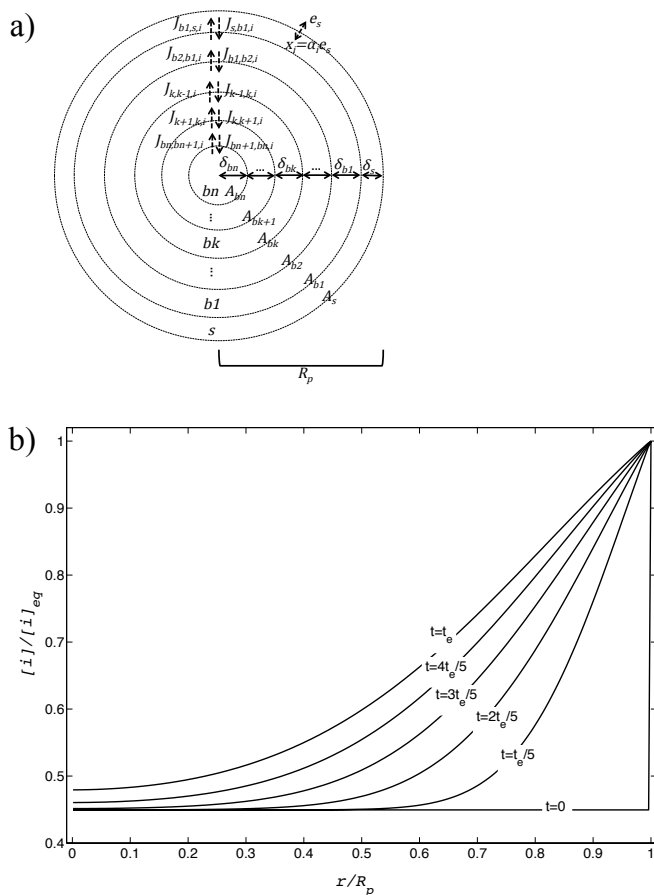 a)
J_{b1,s,i} J_{s,b1,i} e_s
x_i=α_i e_s
J_{b2,b1,i} J_{b1,b2,i}
J_{k,k-1,i} J_{k-1,k,i}
J_{k+1,k,i} J_{k,k+1,i}
J_{bn,bn+1,i} J_{bn+1,bn,i}
δ_{bn} ... δ_{bk} ... δ_{b1} δ_s
bn A_{bn}
⋮ A_{bk+1}
bk A_{bk}
⋮ A_{b2}
b1 A_{b1}
s A_s
R_p
b)
1
0.9
0.8
0.7
0.6
0.5
0.4
[i]/[i]_{eq}
t=t_e
t=4t_e/5
t=3t_e/5
t=2t_e/5
t=t_e/5
t=0
0 0.1 0.2 0.3 0.4 0.5 0.6 0.7 0.8 0.9 1
r/R_p